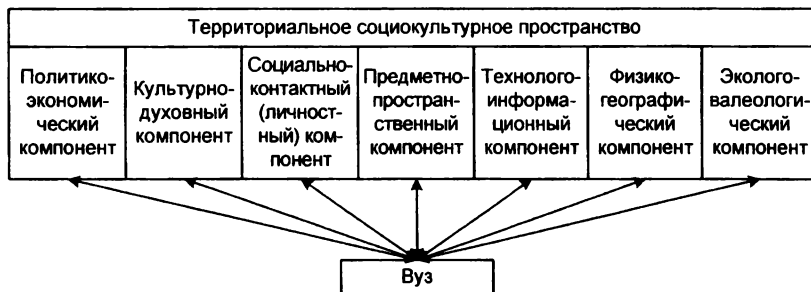 Территориальное социокультурное пространство
Политико-
экономи-
ческий
компонент
Культурно-
духовный
компонент
Социально-
контактный
(личност-
ный) ком-
понент
Предметно-
простран-
ственный
компонент
Технолого-
информа-
ционный
компонент
Физико-
географи-
ческий
компонент
Эколого-
валеологи-
ческий
компонент
Вуз